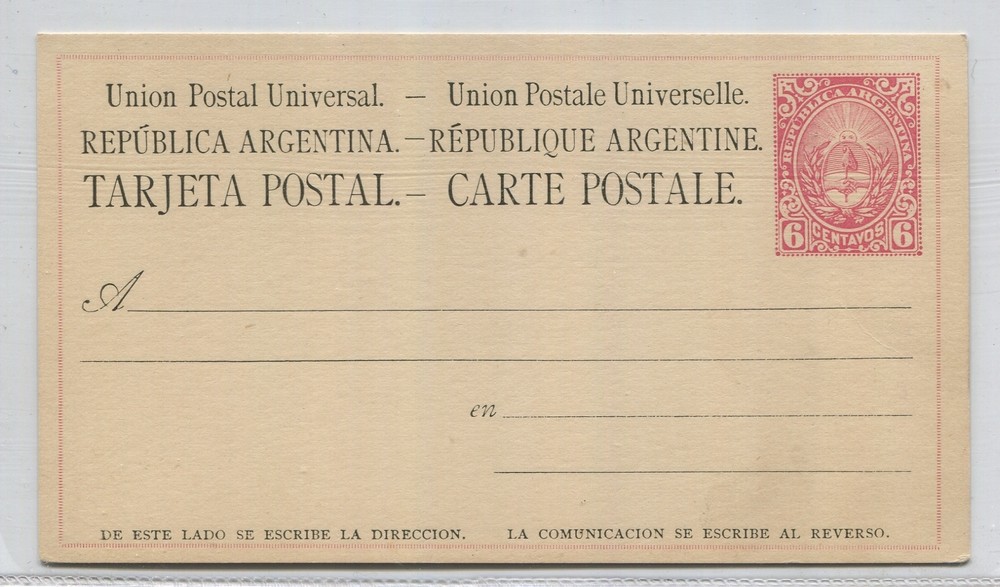 Union Postal Universal. — Union Postale Universelle.
REPÚBLICA ARGENTINA. — RÉPUBLIQUE ARGENTINE.
TARJETA POSTAL. — CARTE POSTALE.
REPUBLICA ARGENTINA
6 CENTAVOS 6
A
en
DE ESTE LADO SE ESCRIBE LA DIRECCION. LA COMUNICACION SE ESCRIBE AL REVERSO.